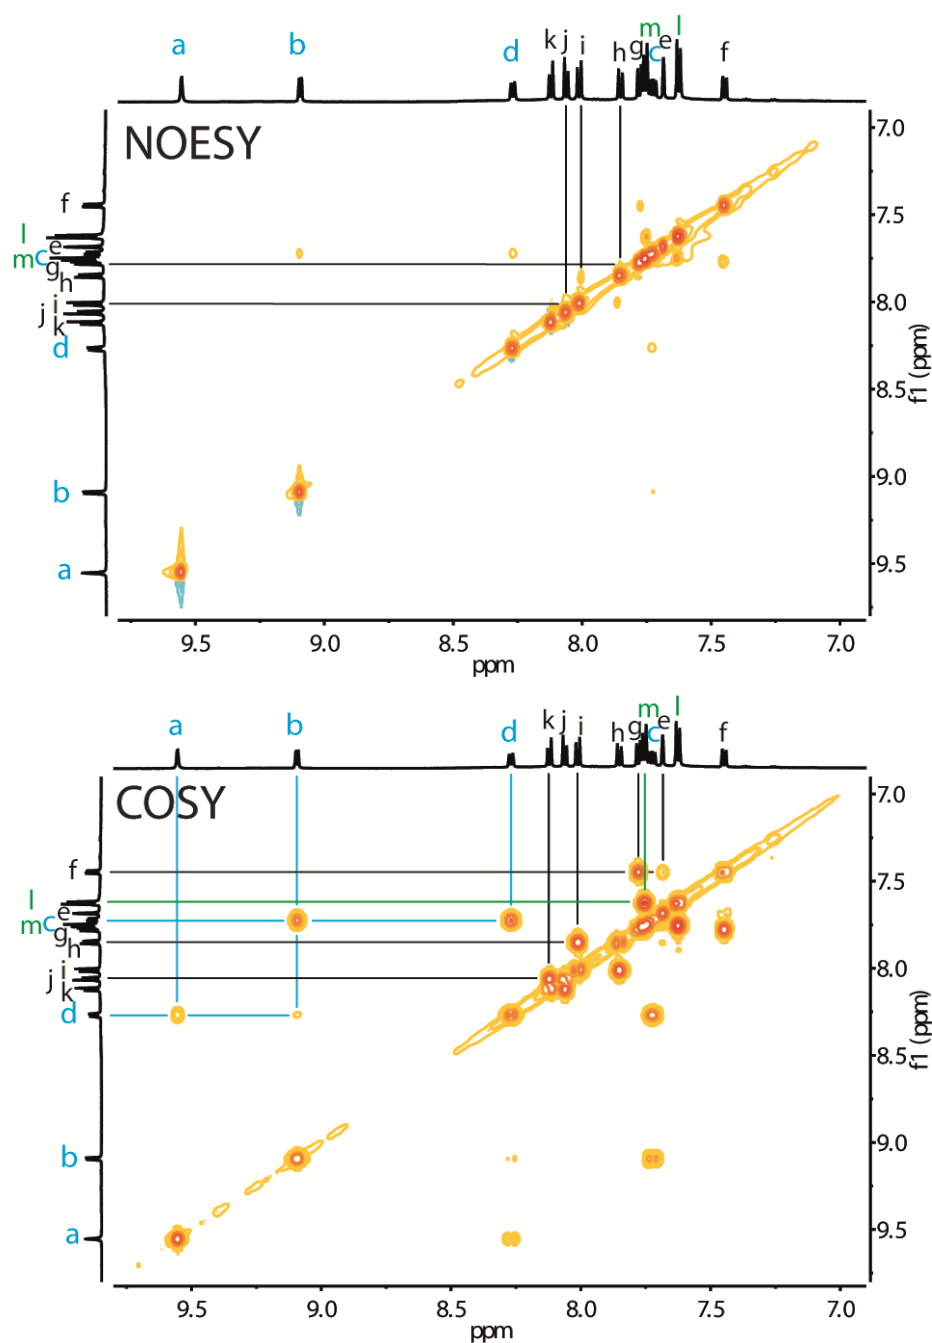 a b d k j i h g m c e l f
NOESY
f
l
e
m c
g
h
i
j
k
d
b
a
7.0
7.5
8.0
8.5
9.0
9.5
f1 (ppm)
9.5 9.0 8.5 8.0 7.5 7.0
ppm
a b d k j i h g m c e l f
COSY
f
l
e
m c
g
h
i
j
k
d
b
a
7.0
7.5
8.0
8.5
9.0
9.5
f1 (ppm)
9.5 9.0 8.5 8.0 7.5 7.0
ppm